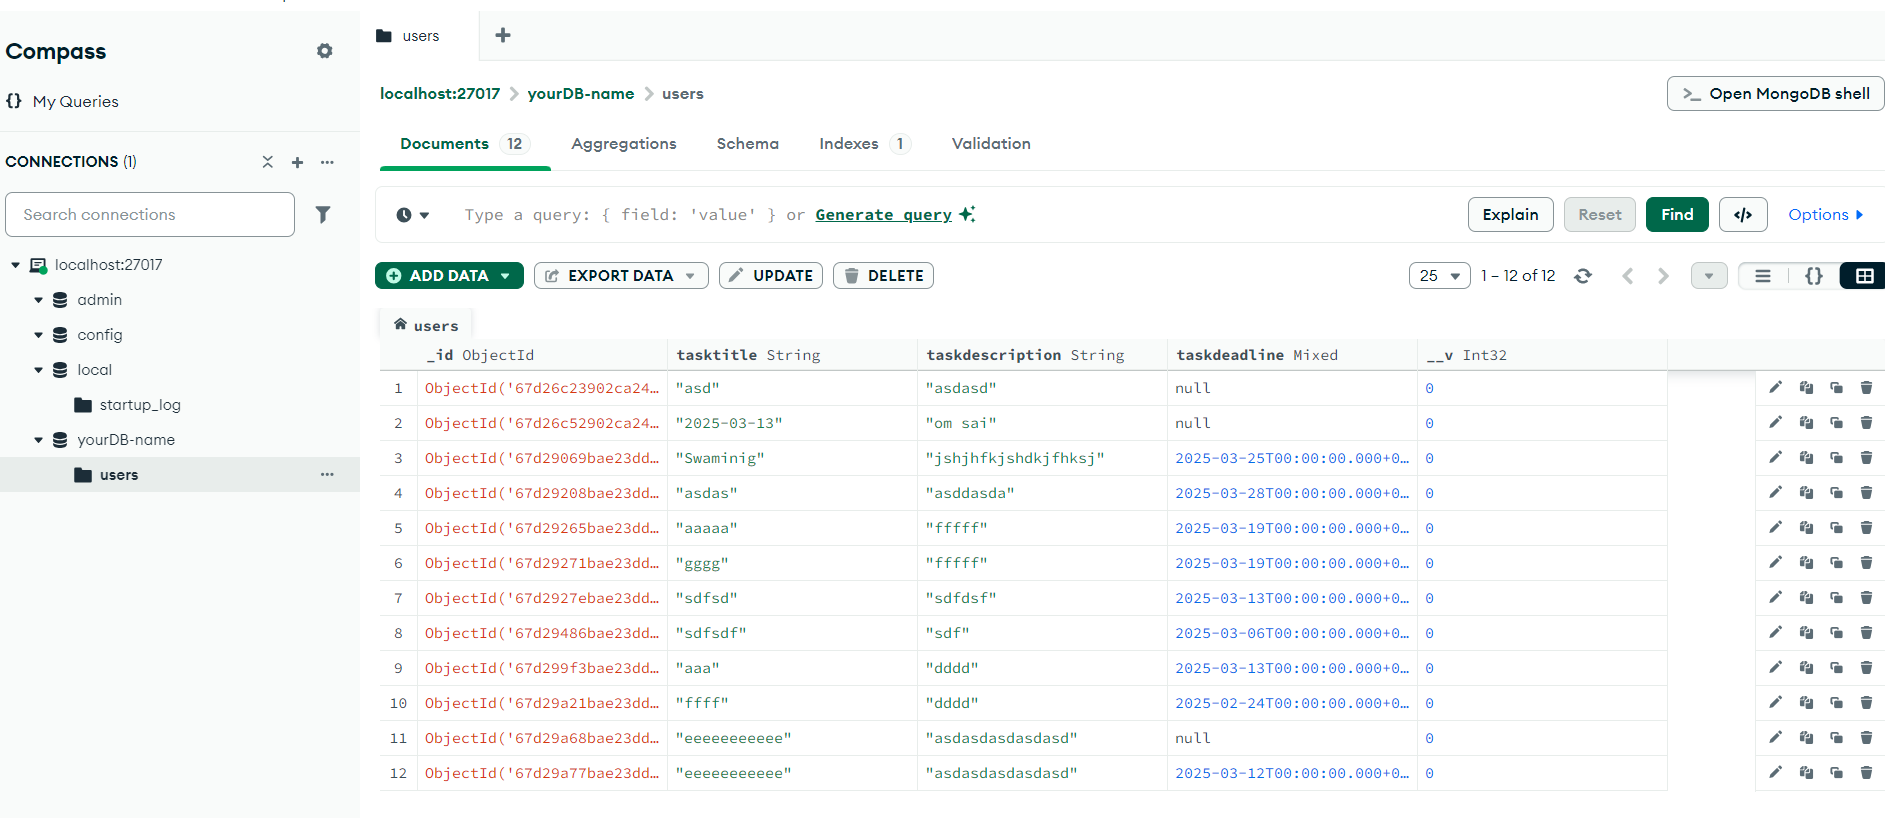 Compass
My Queries
CONNECTIONS (1)
Search connections
localhost:27017
admin
config
local
startup_log
yourDB-name
users
users
localhost:27017 > yourDB-name > users
Open MongoDB shell
Documents 12 Aggregations Schema Indexes 1 Validation
Type a query: { field: 'value' } or Generate query
Explain Reset Find </> Options
ADD DATA EXPORT DATA UPDATE DELETE
25 1 – 12 of 12
users
_id ObjectId tasktitle String taskdescription String taskdeadline Mixed __v Int32
1 ObjectId('67d26c23902ca24… "asd" "asdasd" null 0
2 ObjectId('67d26c52902ca24… "2025-03-13" "om sai" null 0
3 ObjectId('67d29069bae23dd… "Swaminig" "jshjhfkjshdkjfhksj" 2025-03-25T00:00:00.000+0… 0
4 ObjectId('67d29208bae23dd… "asdas" "asddasda" 2025-03-28T00:00:00.000+0… 0
5 ObjectId('67d29265bae23dd… "aaaaa" "fffff" 2025-03-19T00:00:00.000+0… 0
6 ObjectId('67d29271bae23dd… "gggg" "fffff" 2025-03-19T00:00:00.000+0… 0
7 ObjectId('67d2927ebae23dd… "sdfsd" "sdfdsf" 2025-03-13T00:00:00.000+0… 0
8 ObjectId('67d29486bae23dd… "sdfsdf" "sdf" 2025-03-06T00:00:00.000+0… 0
9 ObjectId('67d299f3bae23dd… "aaa" "dddd" 2025-03-13T00:00:00.000+0… 0
10 ObjectId('67d29a21bae23dd… "ffff" "dddd" 2025-02-24T00:00:00.000+0… 0
11 ObjectId('67d29a68bae23dd… "eeeeeeeeeee" "asdasdasdasdasd" null 0
12 ObjectId('67d29a77bae23dd… "eeeeeeeeeee" "asdasdasdasdasd" 2025-03-12T00:00:00.000+0… 0